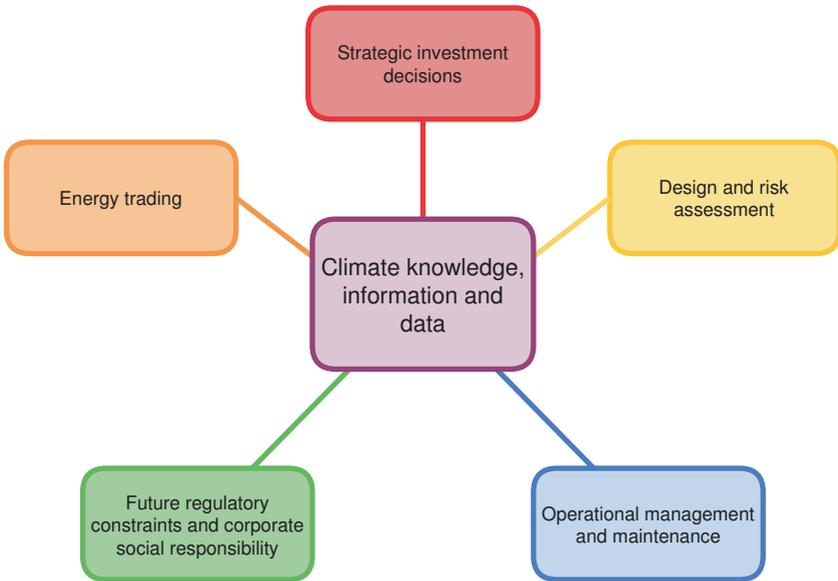 Strategic investment
decisions
Energy trading
Design and risk
assessment
Climate knowledge,
information and
data
Future regulatory
constraints and corporate
social responsibility
Operational management
and maintenance